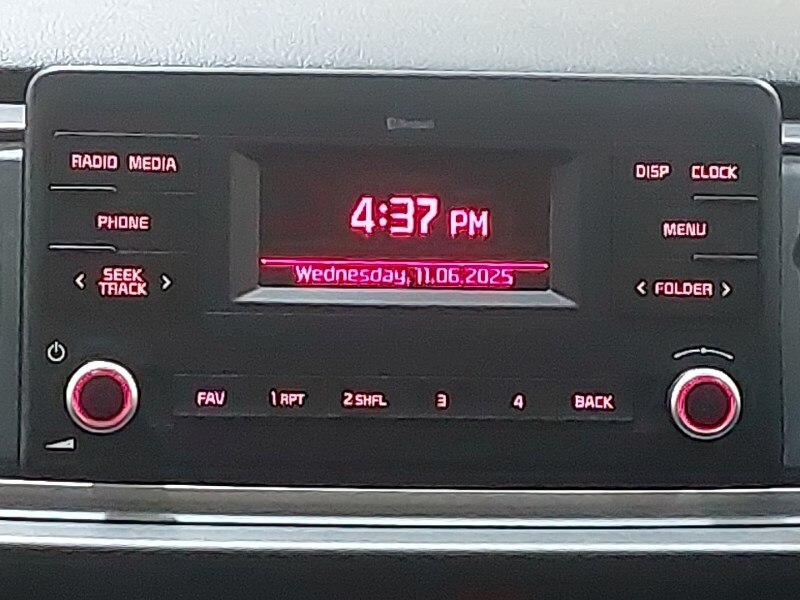 RADIO MEDIA
DISP CLOCK
4:37 PM
PHONE
MENU
Wednesday, 11.06.2025
< SEEK >
TRACK
< FOLDER >
FAV 1 RPT 2 SHFL 3 4 BACK